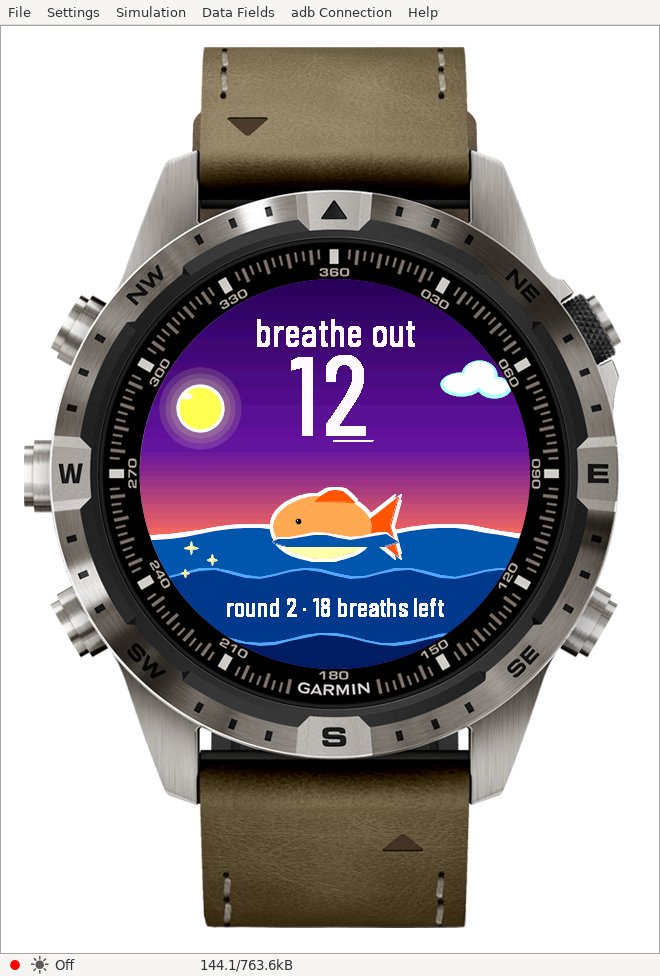 File Settings Simulation Data Fields adb Connection Help
360
330 030
NW NE
300 060
breathe out
12
W 270 060 E
240 120
round 2 · 18 breaths left
210 150
SW SE
180
GARMIN
S
Off 144.1/763.6kB